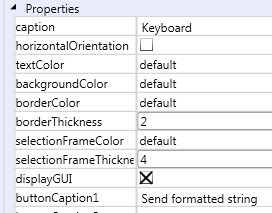 Properties
caption Keyboard
horizontalOrientation
textColor default
backgroundColor default
borderColor default
borderThickness 2
selectionFrameColor default
selectionFrameThickne 4
displayGUI
buttonCaption1 Send formatted string